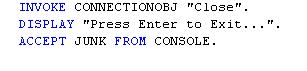 INVOKE CONNECTIONOBJ "Close".
DISPLAY "Press Enter to Exit...".
ACCEPT JUNK FROM CONSOLE.